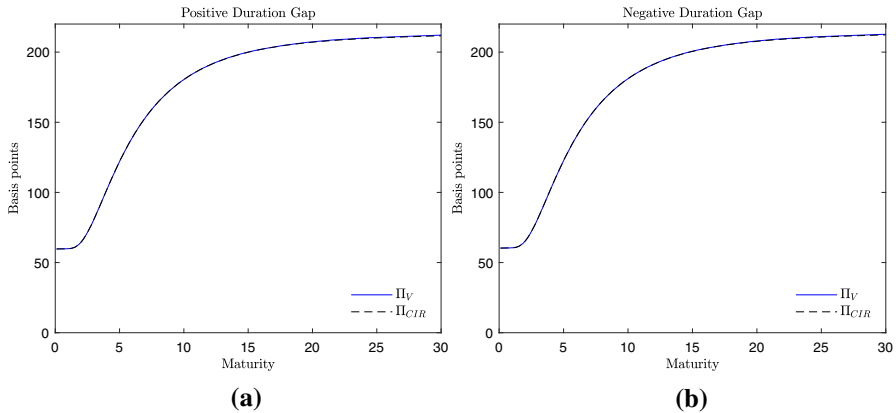 Positive Duration Gap
Basis points
200
150
100
50
0
0 5 10 15 20 25 30
Maturity
Π_V
Π_CIR
(a)
Negative Duration Gap
Basis points
200
150
100
50
0
0 5 10 15 20 25 30
Maturity
Π_V
Π_CIR
(b)